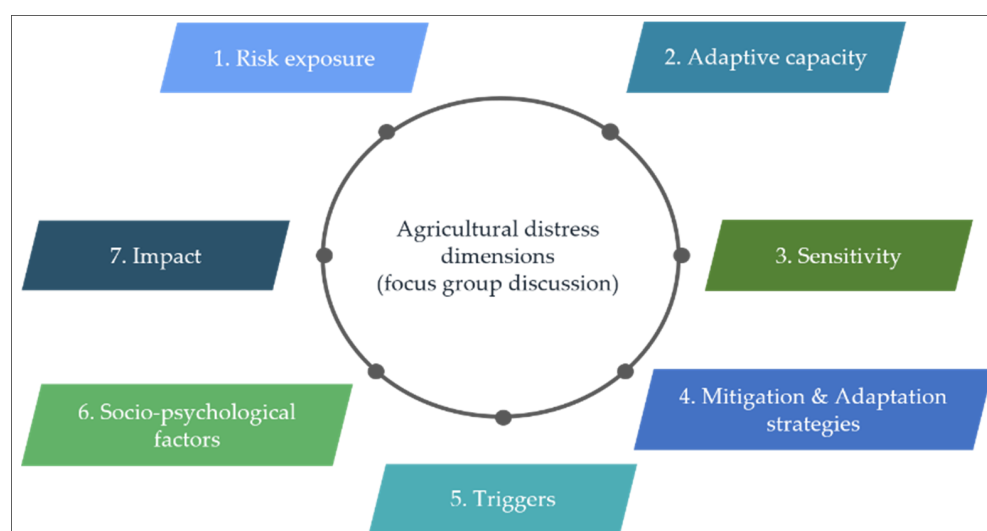 1. Risk exposure
2. Adaptive capacity
Agricultural distress
dimensions
(focus group discussion)
7. Impact
3. Sensitivity
6. Socio-psychological
factors
4. Mitigation & Adaptation
strategies
5. Triggers